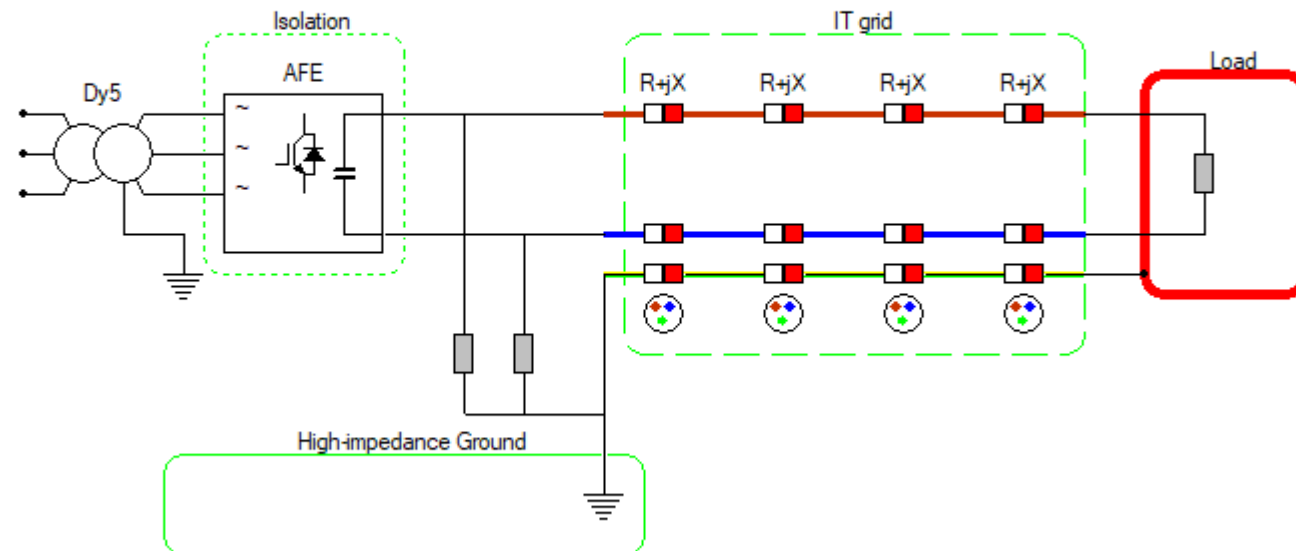 Isolation
IT grid
AFE
Load
Dy5
R+jX
R+jX
R+jX
R+jX
~
~
~
High-impedance Ground